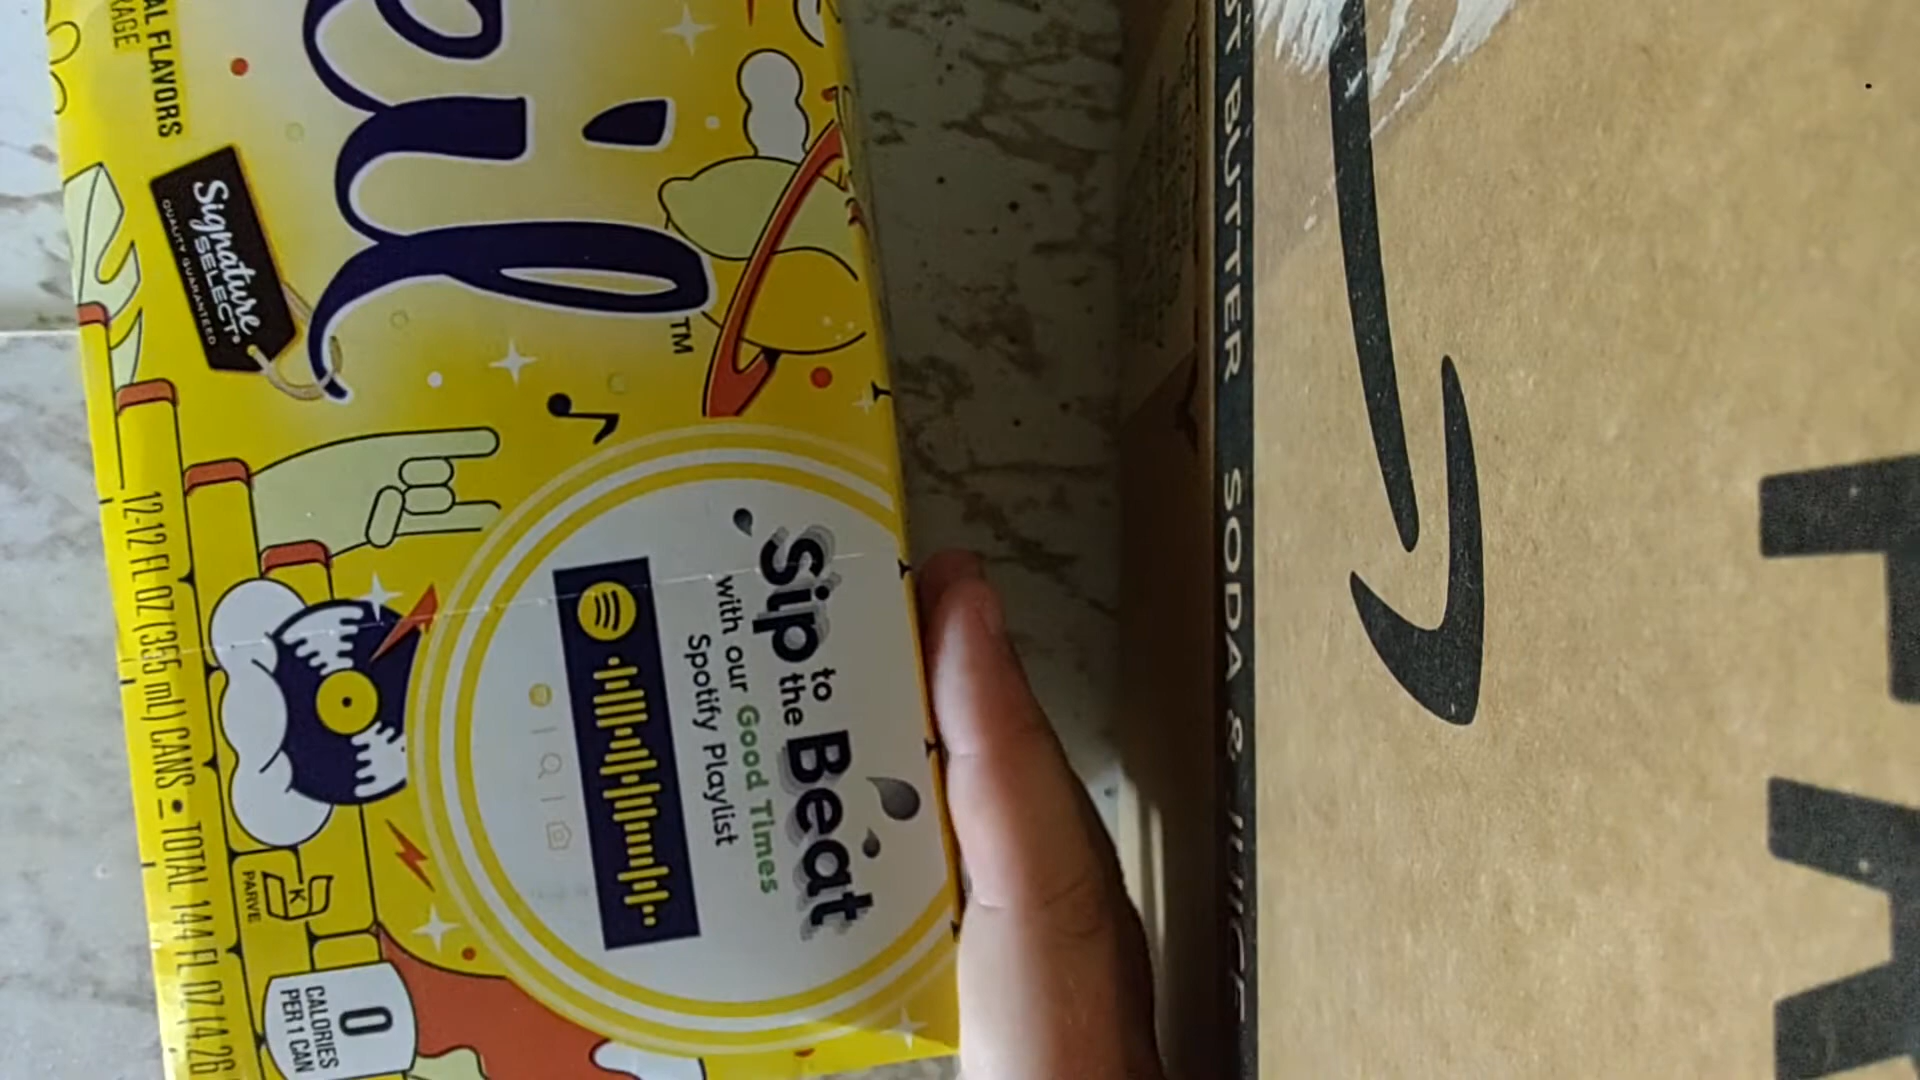 Signature
SELECT®
QUALITY GUARANTEED
TM
Sip to the Beat
with our Good Times
Spotify Playlist
K
PARVE
0
CALORIES
PER 1 CAN
AL FLAVORS
12-12 FL OZ (355 mL) CANS • TOTAL 144 FL OZ (4.26
BUTTER SODA & JUICE